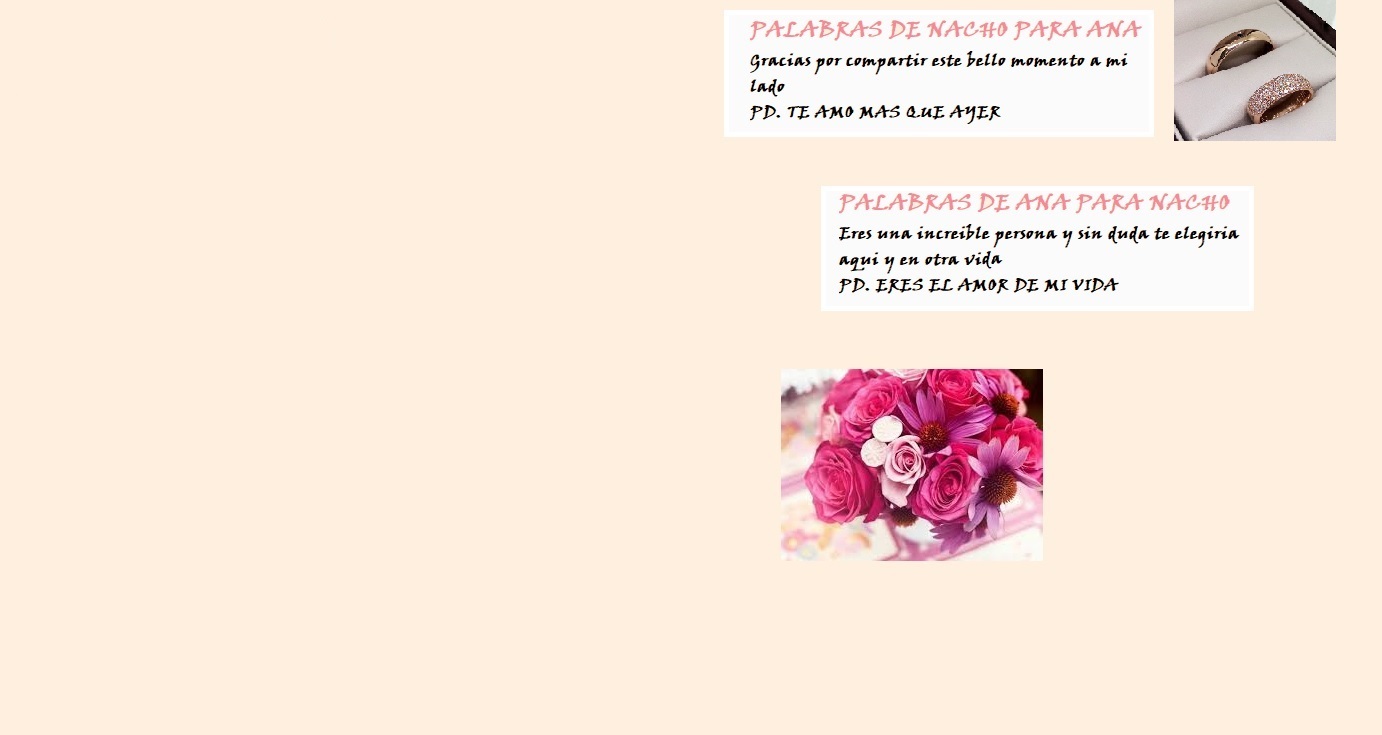 PALABRAS DE NACHO PARA ANA
Gracias por compartir este bello momento a mi
lado
PD. TE AMO MAS QUE AYER
PALABRAS DE ANA PARA NACHO
Eres una increible persona y sin duda te elegiria
aqui y en otra vida
PD. ERES EL AMOR DE MI VIDA